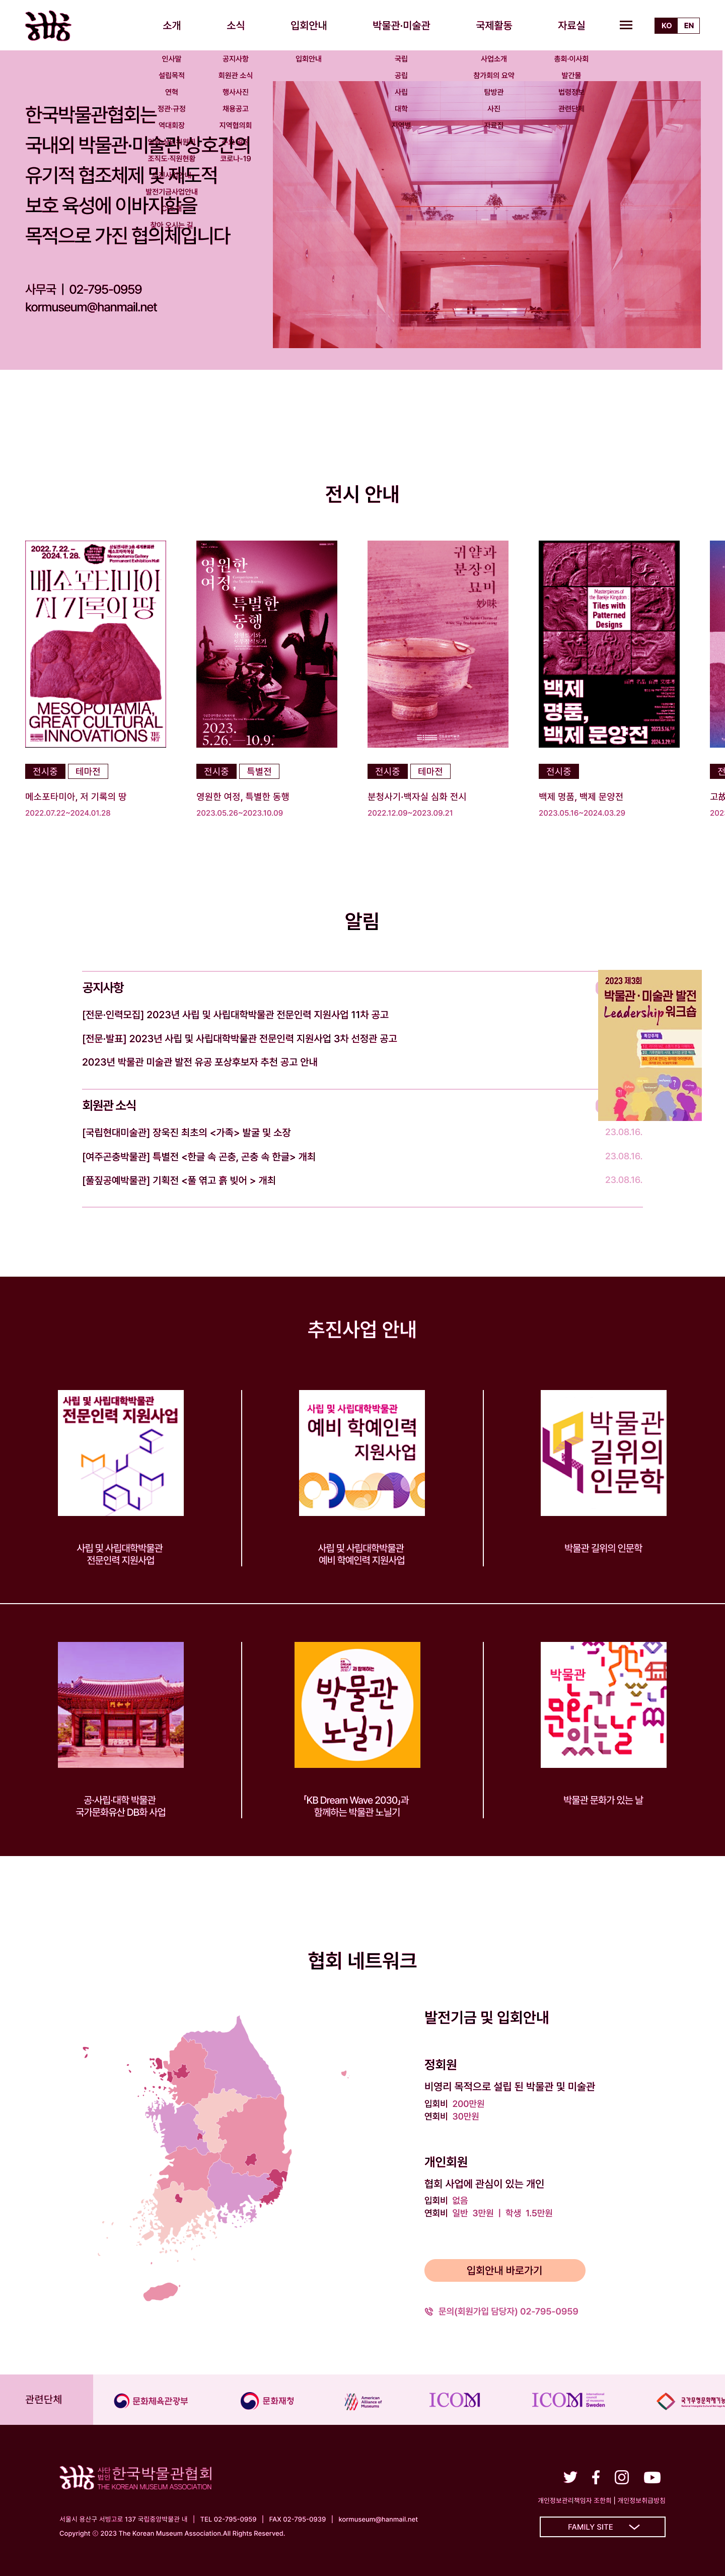 소개 소식 입회안내 박물관·미술관 국제활동 자료실 KO EN
인사말 공지사항 입회안내 국립 사업소개 총회·이사회
설립목적 회원관 소식 공립 참가회의 요약 발간물
연혁 행사사진 사립 탐방관 법령정보
정관·규정 채용공고 대학 사진 관련단체
역대회장 지역협의회 지역별 자료집
조직도·직원현황 코로나-19
발전기금사업안내
찾아 오시는 길
한국박물관협회는
국내외 박물관·미술관 상호간의
유기적 협조체제 및 제도적
보호 육성에 이바지함을
목적으로 가진 협의체입니다
사무국 | 02-795-0959
kormuseum@hanmail.net
전시 안내
2022. 7. 22. –
2024. 1. 28.
Mesopotamia Gallery
Permanent Exhibition Hall
메소포타미아
저 기록의 땅
MESOPOTAMIA,
GREAT CULTURAL
INNOVATIONS
영원한
여정,
특별한
동행
2023.
5.26.–10.9.
귀얄과
분장의
묘미
妙味
Masterpieces of
the Baekje Kingdom
Tiles with
Patterned
Designs
백제
명품,
백제 문양전
전시중 테마전
메소포타미아, 저 기록의 땅
2022.07.22~2024.01.28
전시중 특별전
영원한 여정, 특별한 동행
2023.05.26~2023.10.09
전시중 테마전
분청사기·백자실 심화 전시
2022.12.09~2023.09.21
전시중
백제 명품, 백제 문양전
2023.05.16~2024.03.29
알림
공지사항
[전문·인력모집] 2023년 사립 및 사립대학박물관 전문인력 지원사업 11차 공고
[전문·발표] 2023년 사립 및 사립대학박물관 전문인력 지원사업 3차 선정관 공고
2023년 박물관 미술관 발전 유공 포상후보자 추천 공고 안내
2023 제3회
박물관·미술관 발전
Leadership 워크숍
회원관 소식
[국립현대미술관] 장욱진 최초의 <가족> 발굴 및 소장 23.08.16.
[여주곤충박물관] 특별전 <한글 속 곤충, 곤충 속 한글> 개최 23.08.16.
[풀짚공예박물관] 기획전 <풀 엮고 흙 빚어 > 개최 23.08.16.
추진사업 안내
사립 및 사립대학박물관
전문인력 지원사업
MUSEUM
사립 및 사립대학박물관
예비 학예인력
지원사업
박물관
길위의
인문학
사립 및 사립대학박물관
전문인력 지원사업
사립 및 사립대학박물관
예비 학예인력 지원사업
박물관 길위의 인문학
과 함께하는
박물관
노닐기
박물관
문화가
있는날
공·사립·대학 박물관
국가문화유산 DB화 사업
「KB Dream Wave 2030」과
함께하는 박물관 노닐기
박물관 문화가 있는 날
협회 네트워크
발전기금 및 입회안내
정회원
비영리 목적으로 설립 된 박물관 및 미술관
입회비 200만원
연회비 30만원
개인회원
협회 사업에 관심이 있는 개인
입회비 없음
연회비 일반 3만원 | 학생 1.5만원
입회안내 바로가기
문의(회원가입 담당자) 02-795-0959
관련단체
문화체육관광부
문화재청
American
Alliance of
Museums
ICOM
ICOM
international
council
of museums
Sweden
사단
법인 한국박물관협회
THE KOREAN MUSEUM ASSOCIATION
개인정보관리책임자 조한희 | 개인정보취급방침
서울시 용산구 서빙고로 137 국립중앙박물관 내 | TEL 02-795-0959 | FAX 02-795-0939 | kormuseum@hanmail.net
Copyright ⓒ 2023 The Korean Museum Association.All Rights Reserved.
FAMILY SITE